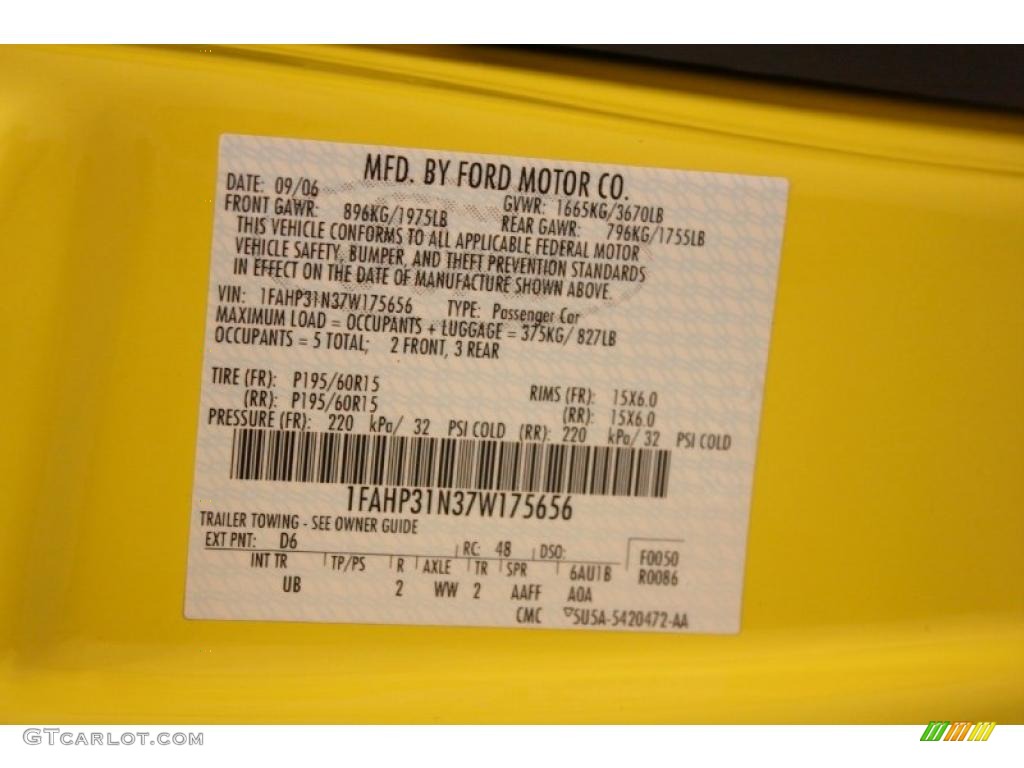 MFD. BY FORD MOTOR CO.
DATE: 09/06 GVWR: 1665KG/3670LB
FRONT GAWR: 896KG/1975LB REAR GAWR: 796KG/1755LB
THIS VEHICLE CONFORMS TO ALL APPLICABLE FEDERAL MOTOR
VEHICLE SAFETY, BUMPER, AND THEFT PREVENTION STANDARDS
IN EFFECT ON THE DATE OF MANUFACTURE SHOWN ABOVE.
VIN: 1FAHP31N37W175656 TYPE: Passenger Car
MAXIMUM LOAD = OCCUPANTS + LUGGAGE = 375KG/ 827LB
OCCUPANTS = 5 TOTAL; 2 FRONT, 3 REAR
TIRE (FR): P195/60R15 RIMS (FR): 15X6.0
(RR): P195/60R15 (RR): 15X6.0
PRESSURE (FR): 220 kPa/ 32 PSI COLD (RR): 220 kPa/ 32 PSI COLD
1FAHP31N37W175656
TRAILER TOWING - SEE OWNER GUIDE
EXT PNT: D6 RC: 48 DSO: F0050
INT TR TP/PS R AXLE TR SPR 6AU1B R0086
UB 2 WW 2 AAFF AOA
CMC 5U5A-5420472-AA
GTCARLOT.COM